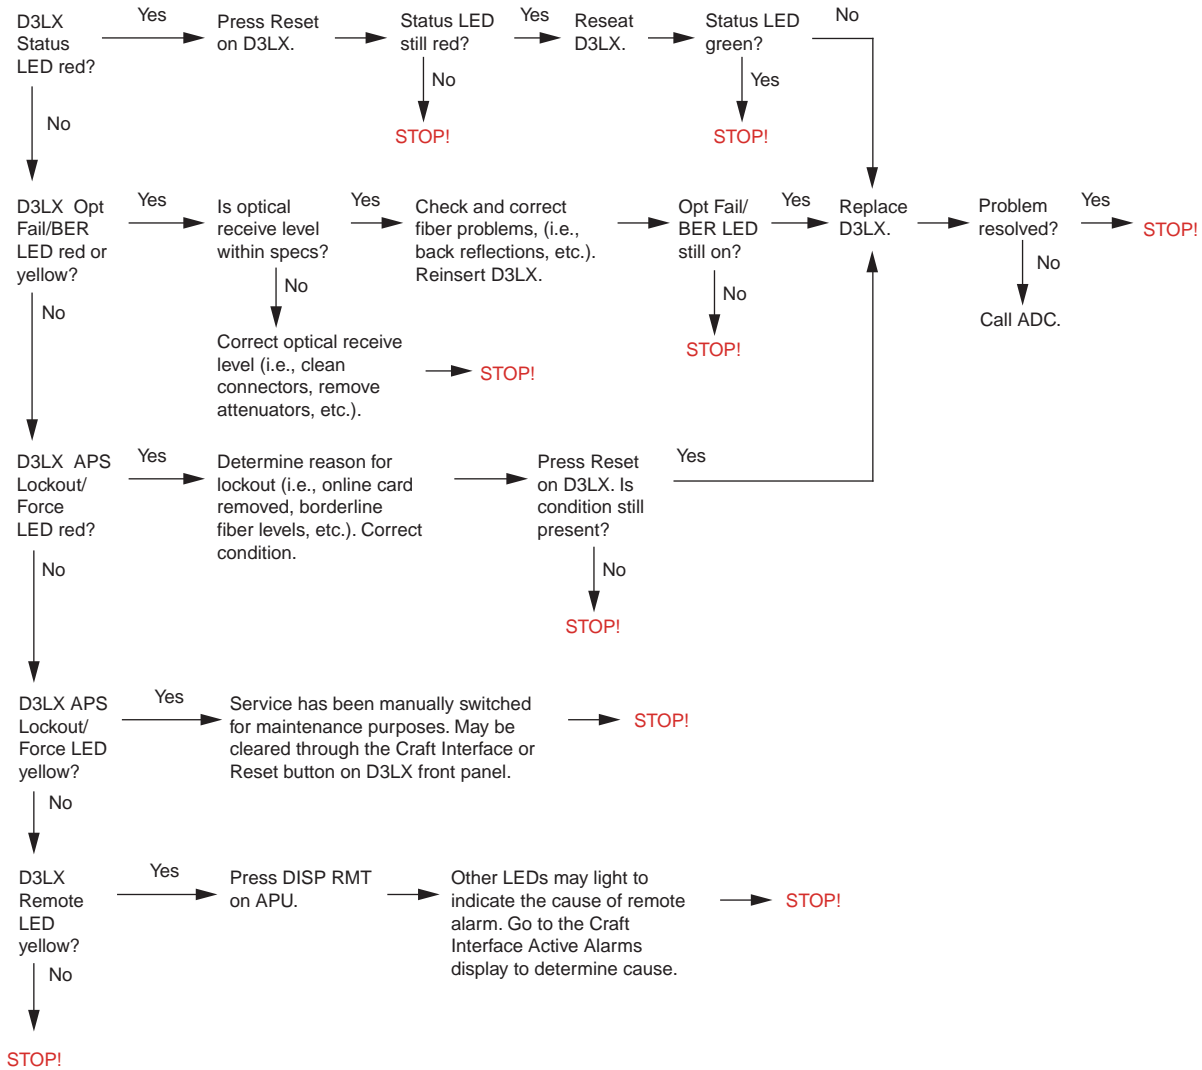 D3LX
Status
LED red?
Yes
Press Reset
on D3LX.
Status LED
still red?
Yes
Reseat
D3LX.
Status LED
green?
No
No
Yes
STOP!
STOP!
No
D3LX Opt
Fail/BER
LED red or
yellow?
Yes
Is optical
receive level
within specs?
Yes
Check and correct
fiber problems, (i.e.,
back reflections, etc.).
Reinsert D3LX.
Opt Fail/
BER LED
still on?
Yes
Replace
D3LX.
Problem
resolved?
Yes
STOP!
No
No
No
Call ADC.
STOP!
No
Correct optical receive
level (i.e., clean
connectors, remove
attenuators, etc.).
STOP!
D3LX APS
Lockout/
Force
LED red?
Yes
Determine reason for
lockout (i.e., online card
removed, borderline
fiber levels, etc.). Correct
condition.
Press Reset
on D3LX. Is
condition still
present?
Yes
No
STOP!
No
D3LX APS
Lockout/
Force LED
yellow?
Yes
Service has been manually switched
for maintenance purposes. May be
cleared through the Craft Interface or
Reset button on D3LX front panel.
STOP!
No
D3LX
Remote
LED
yellow?
Yes
Press DISP RMT
on APU.
Other LEDs may light to
indicate the cause of remote
alarm. Go to the Craft
Interface Active Alarms
display to determine cause.
STOP!
No
STOP!